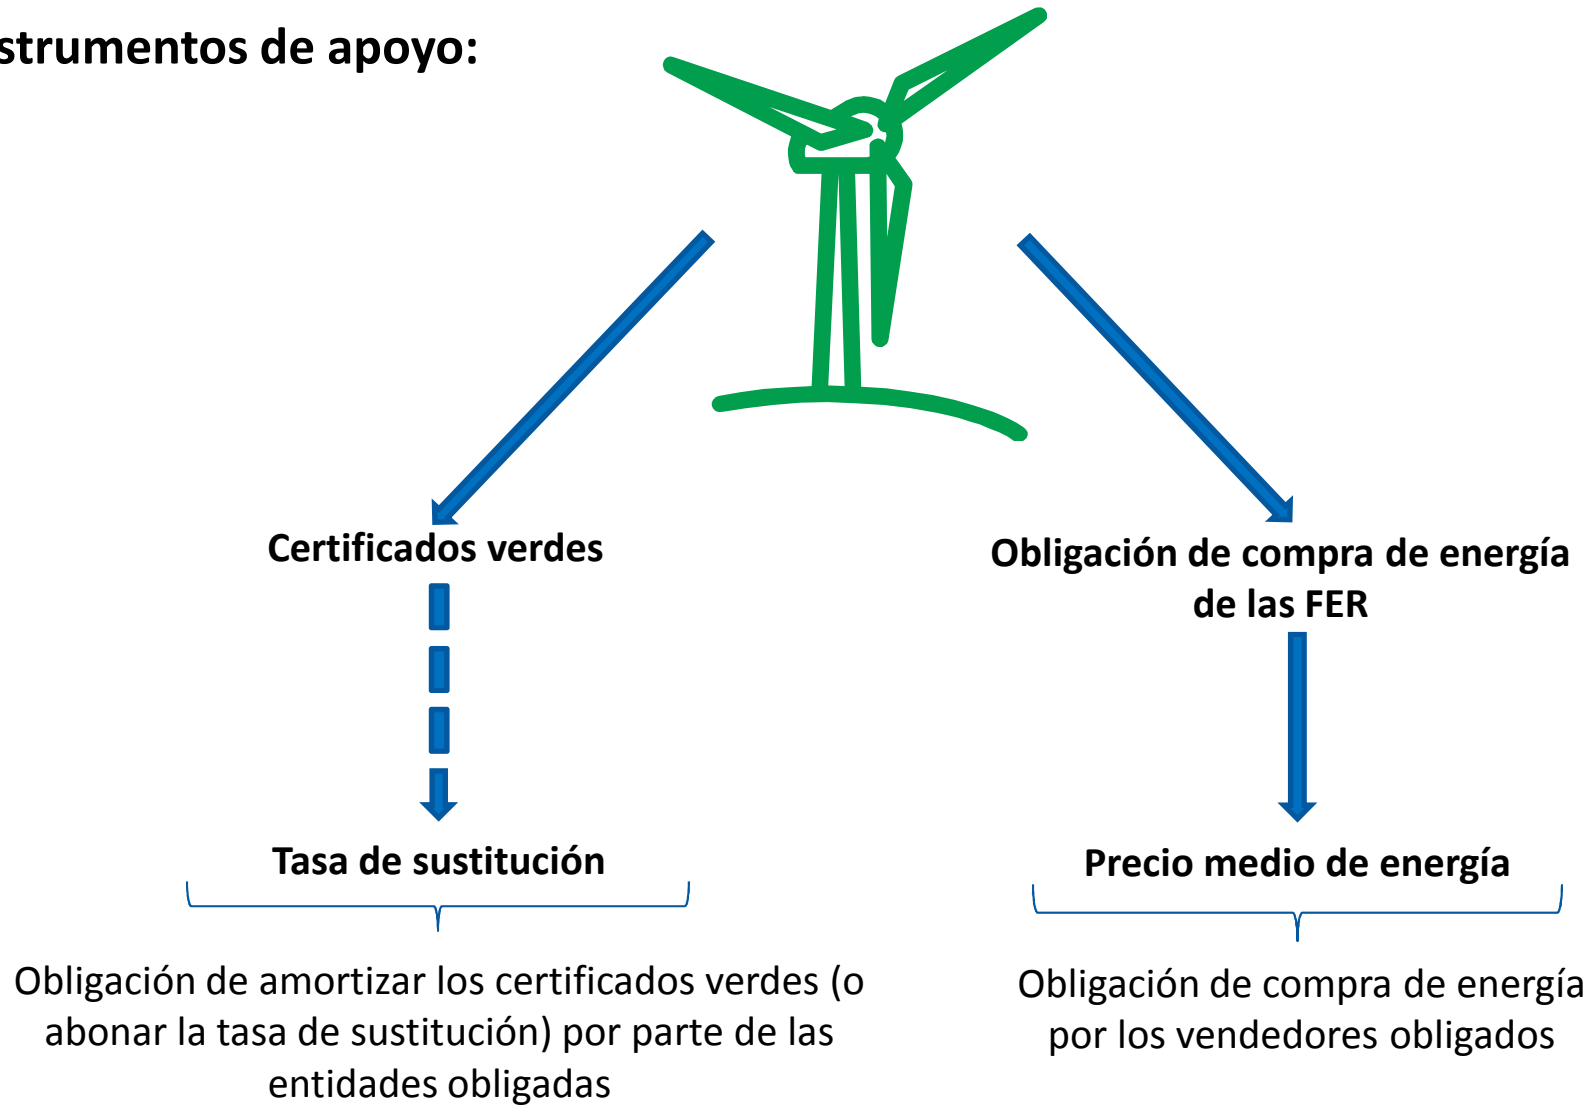 strumentos de apoyo:
Certificados verdes
Obligación de compra de energía
de las FER
Tasa de sustitución
Precio medio de energía
Obligación de amortizar los certificados verdes (o
abonar la tasa de sustitución) por parte de las
entidades obligadas
Obligación de compra de energía
por los vendedores obligados